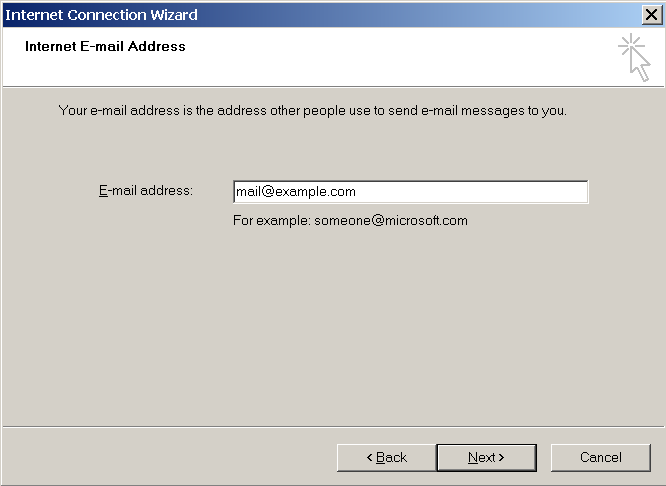 Internet Connection Wizard
Internet E-mail Address
Your e-mail address is the address other people use to send e-mail messages to you.
E-mail address: mail@example.com
For example: someone@microsoft.com
< Back Next > Cancel